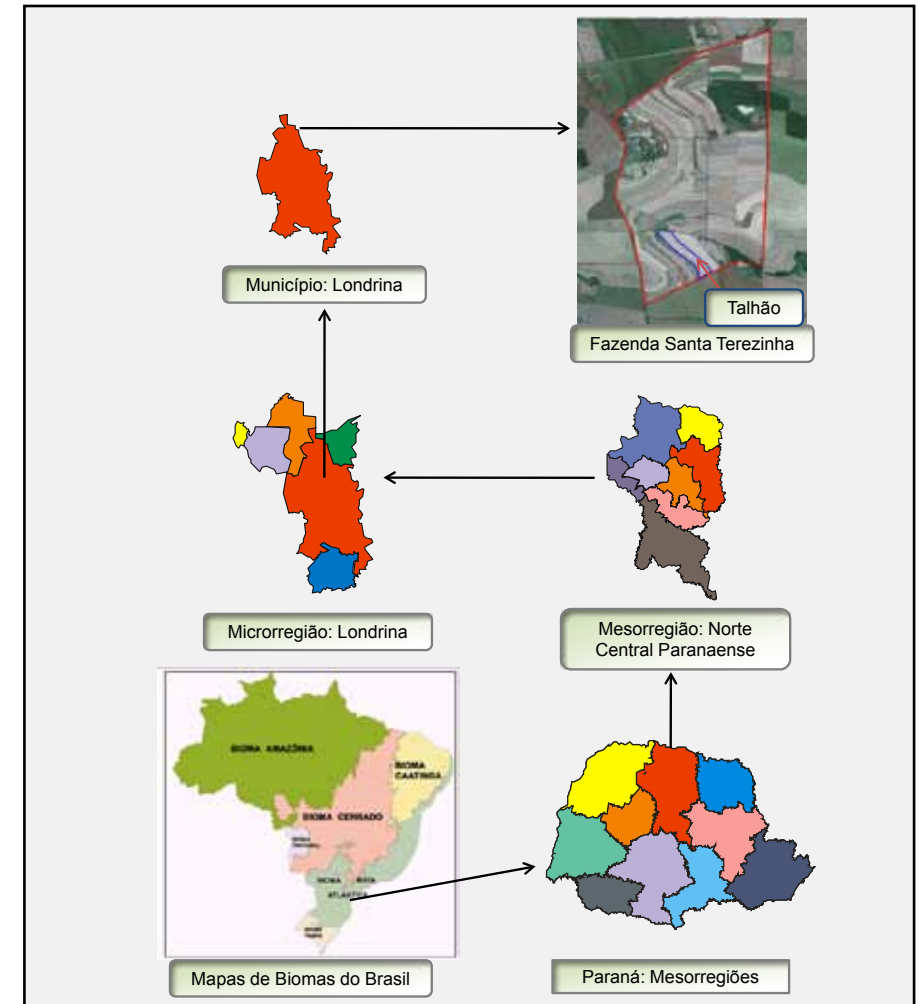 Talhão
Município: Londrina
Fazenda Santa Terezinha
Microrregião: Londrina
Mesorregião: Norte
Central Paranaense
BIOMA AMAZÔNIA
BIOMA
CAATINGA
BIOMA CERRADO
BIOMA
MATA
ATLÂNTICA
Mapas de Biomas do Brasil
Paraná: Mesorregiões